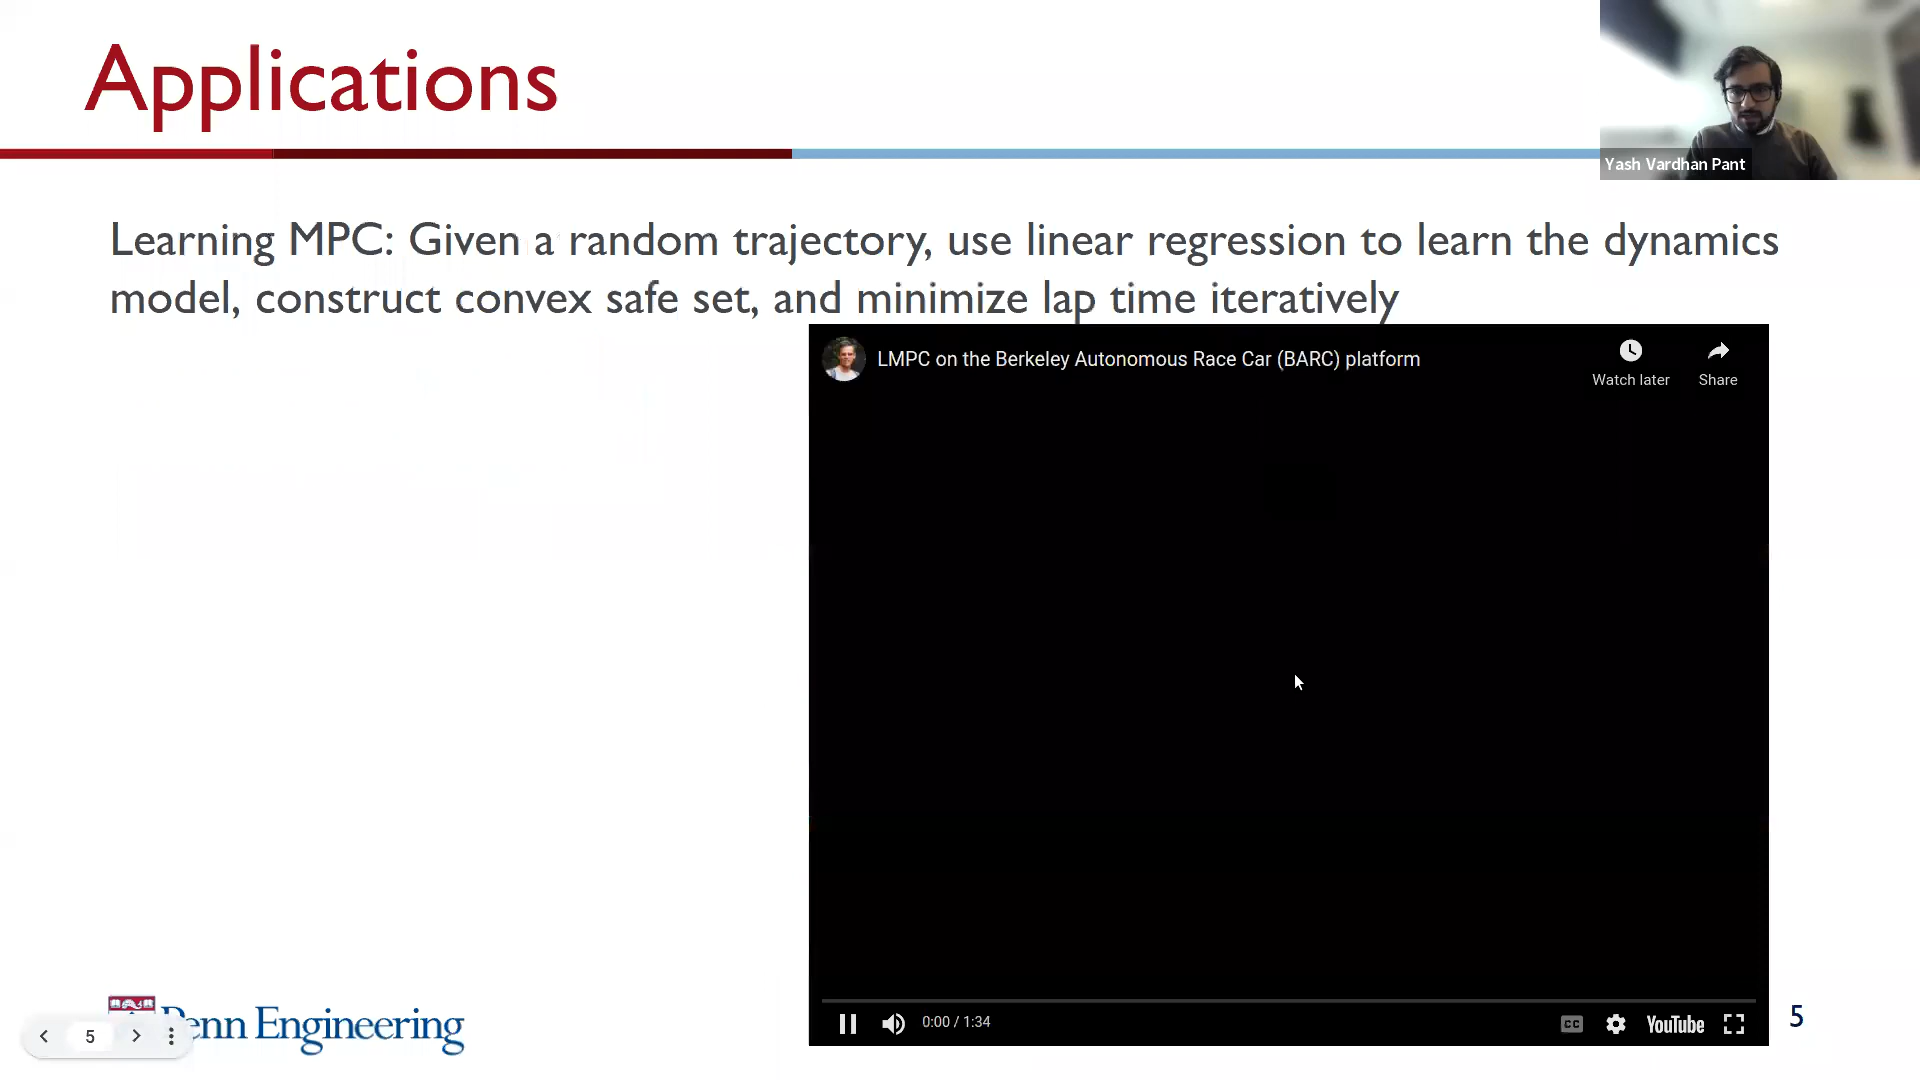 Applications
Yash Vardhan Pant
Learning MPC: Given a random trajectory, use linear regression to learn the dynamics
model, construct convex safe set, and minimize lap time iteratively
LMPC on the Berkeley Autonomous Race Car (BARC) platform
Watch later
Share
0:00 / 1:34
CC
YouTube
Penn Engineering
5
5